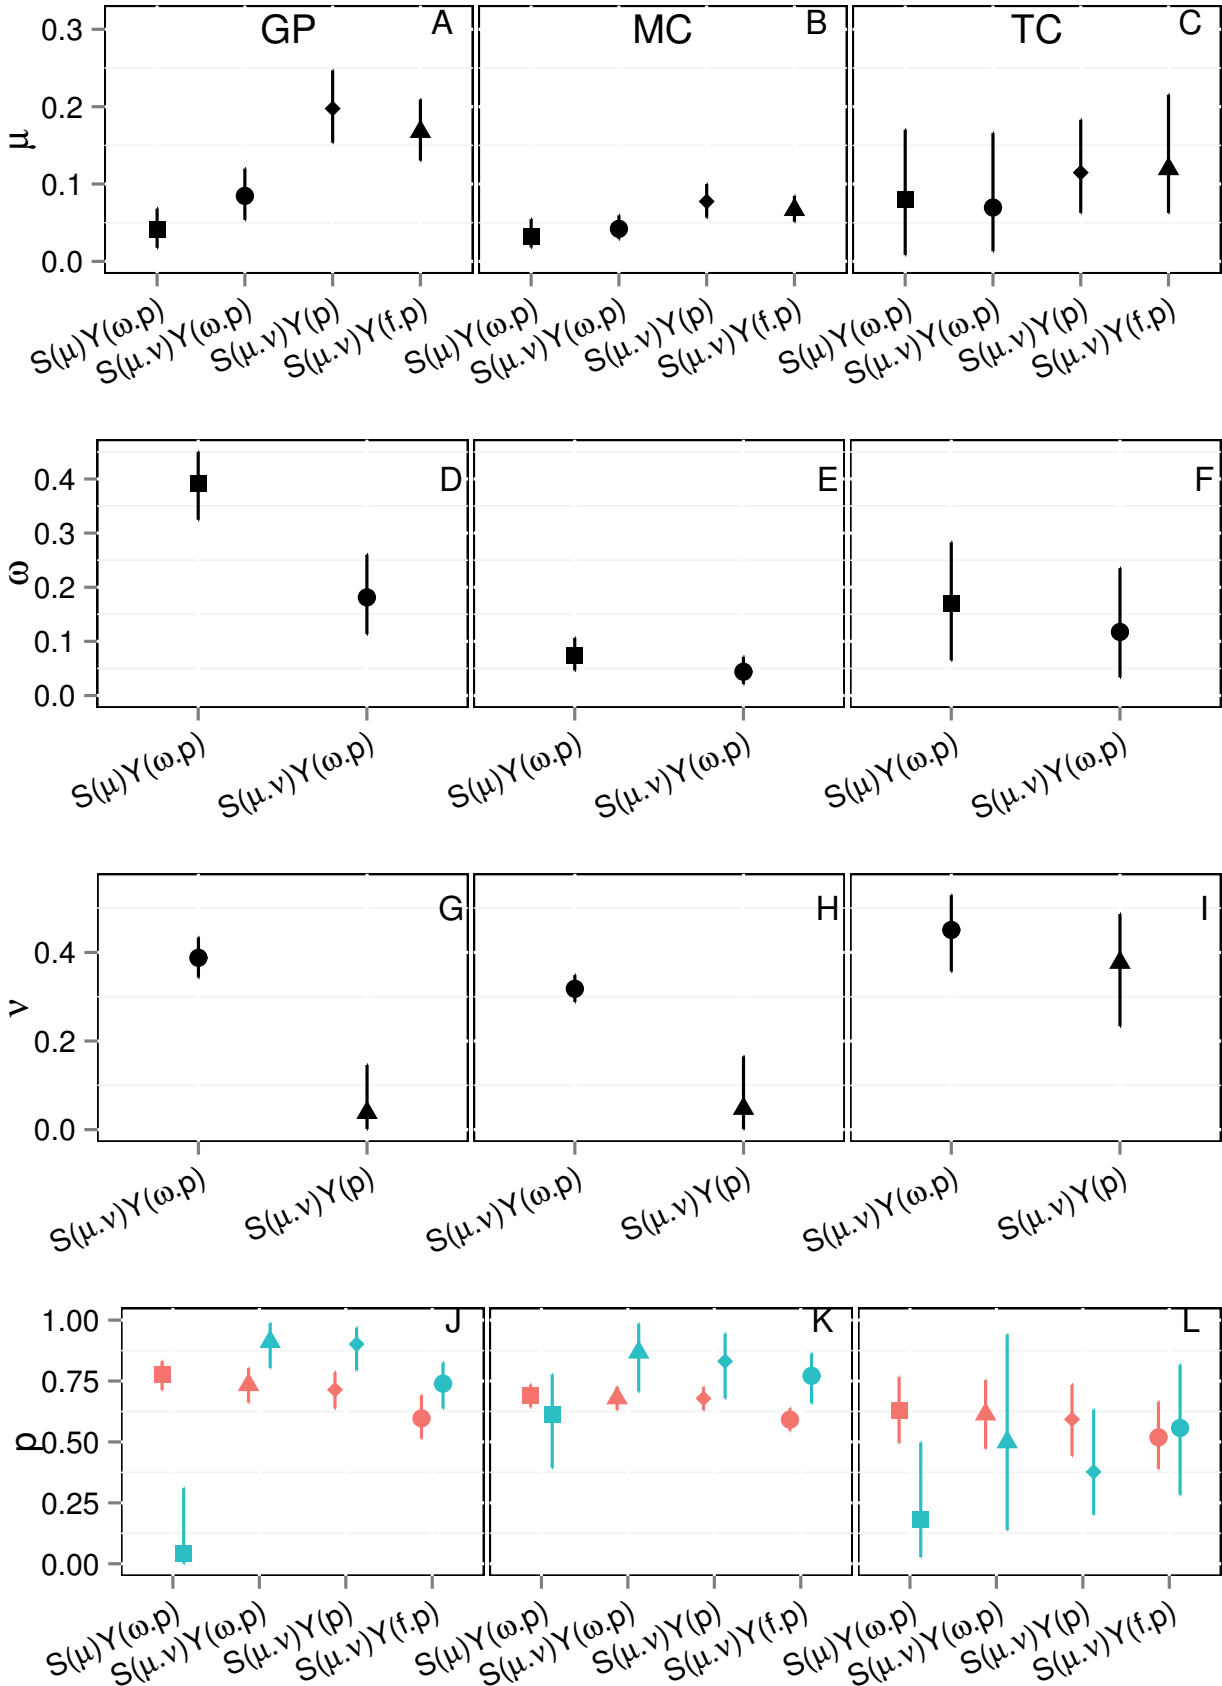 GP A MC B TC C
μ
0.3
0.2
0.1
0.0
S(μ)Y(ω.p) S(μ.ν)Y(ω.p) S(μ.ν)Y(p) S(μ.ν)Y(f.p) S(μ)Y(ω.p) S(μ.ν)Y(ω.p) S(μ.ν)Y(p) S(μ.ν)Y(f.p) S(μ)Y(ω.p) S(μ.ν)Y(ω.p) S(μ.ν)Y(p) S(μ.ν)Y(f.p)
D E F
ω
0.4
0.3
0.2
0.1
0.0
S(μ)Y(ω.p) S(μ.ν)Y(ω.p) S(μ)Y(ω.p) S(μ.ν)Y(ω.p) S(μ)Y(ω.p) S(μ.ν)Y(ω.p)
G H I
ν
0.4
0.2
0.0
S(μ.ν)Y(ω.p) S(μ.ν)Y(p) S(μ.ν)Y(ω.p) S(μ.ν)Y(p) S(μ.ν)Y(ω.p) S(μ.ν)Y(p)
J K L
p
1.00
0.75
0.50
0.25
0.00
S(μ)Y(ω.p) S(μ.ν)Y(ω.p) S(μ.ν)Y(p) S(μ.ν)Y(f.p) S(μ)Y(ω.p) S(μ.ν)Y(ω.p) S(μ.ν)Y(p) S(μ.ν)Y(f.p) S(μ)Y(ω.p) S(μ.ν)Y(ω.p) S(μ.ν)Y(p) S(μ.ν)Y(f.p)